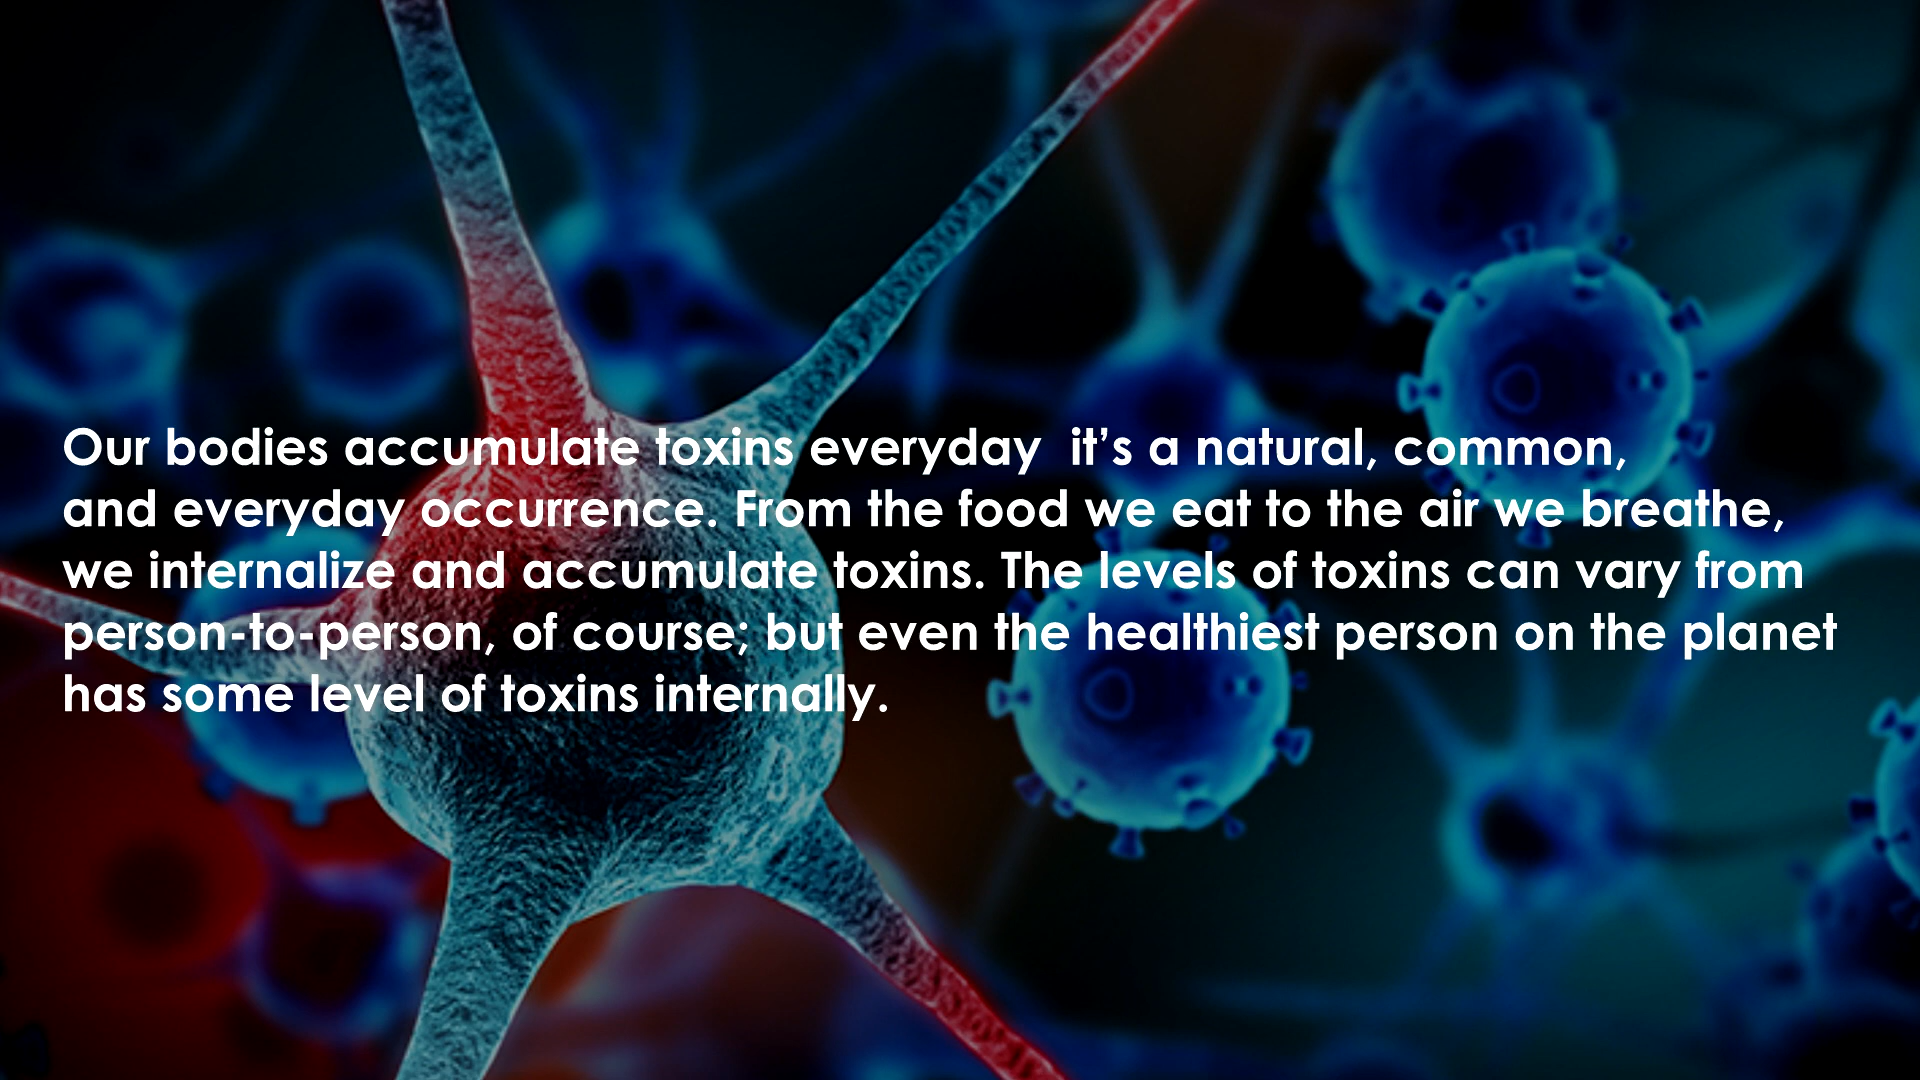 Our bodies accumulate toxins everyday  it’s a natural, common,
and everyday occurrence. From the food we eat to the air we breathe,
we internalize and accumulate toxins. The levels of toxins can vary from
person-to-person, of course; but even the healthiest person on the planet
has some level of toxins internally.